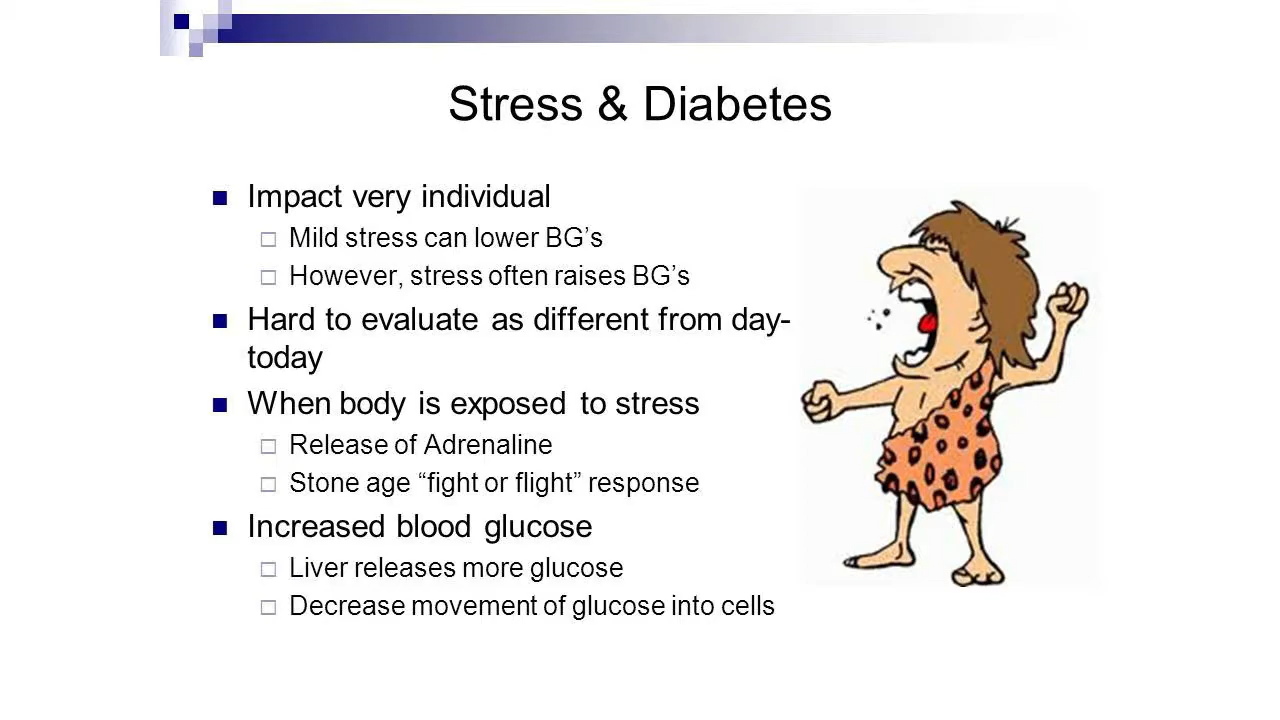 Stress & Diabetes
Impact very individual
Mild stress can lower BG’s
However, stress often raises BG’s
Hard to evaluate as different from day-
today
When body is exposed to stress
Release of Adrenaline
Stone age “fight or flight” response
Increased blood glucose
Liver releases more glucose
Decrease movement of glucose into cells